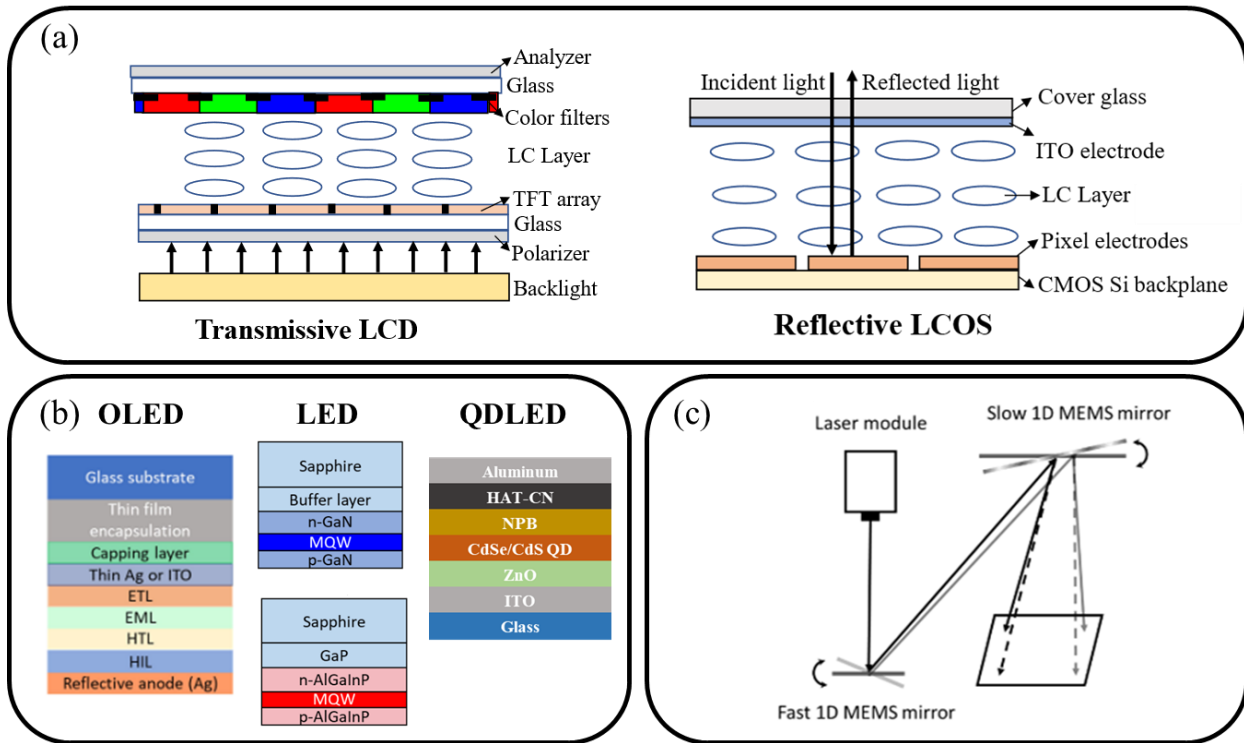 (a)
Analyzer
Glass
Color filters
LC Layer
TFT array
Glass
Polarizer
Backlight
Transmissive LCD
Incident light
Reflected light
Cover glass
ITO electrode
LC Layer
Pixel electrodes
CMOS Si backplane
Reflective LCOS
(b)
OLED
Glass substrate
Thin film
encapsulation
Capping layer
Thin Ag or ITO
ETL
EML
HTL
HIL
Reflective anode (Ag)
LED
Sapphire
Buffer layer
n-GaN
MQW
p-GaN
Sapphire
GaP
n-AlGaInP
MQW
p-AlGaInP
QDLED
Aluminum
HAT-CN
NPB
CdSe/CdS QD
ZnO
ITO
Glass
(c)
Laser module
Slow 1D MEMS mirror
Fast 1D MEMS mirror